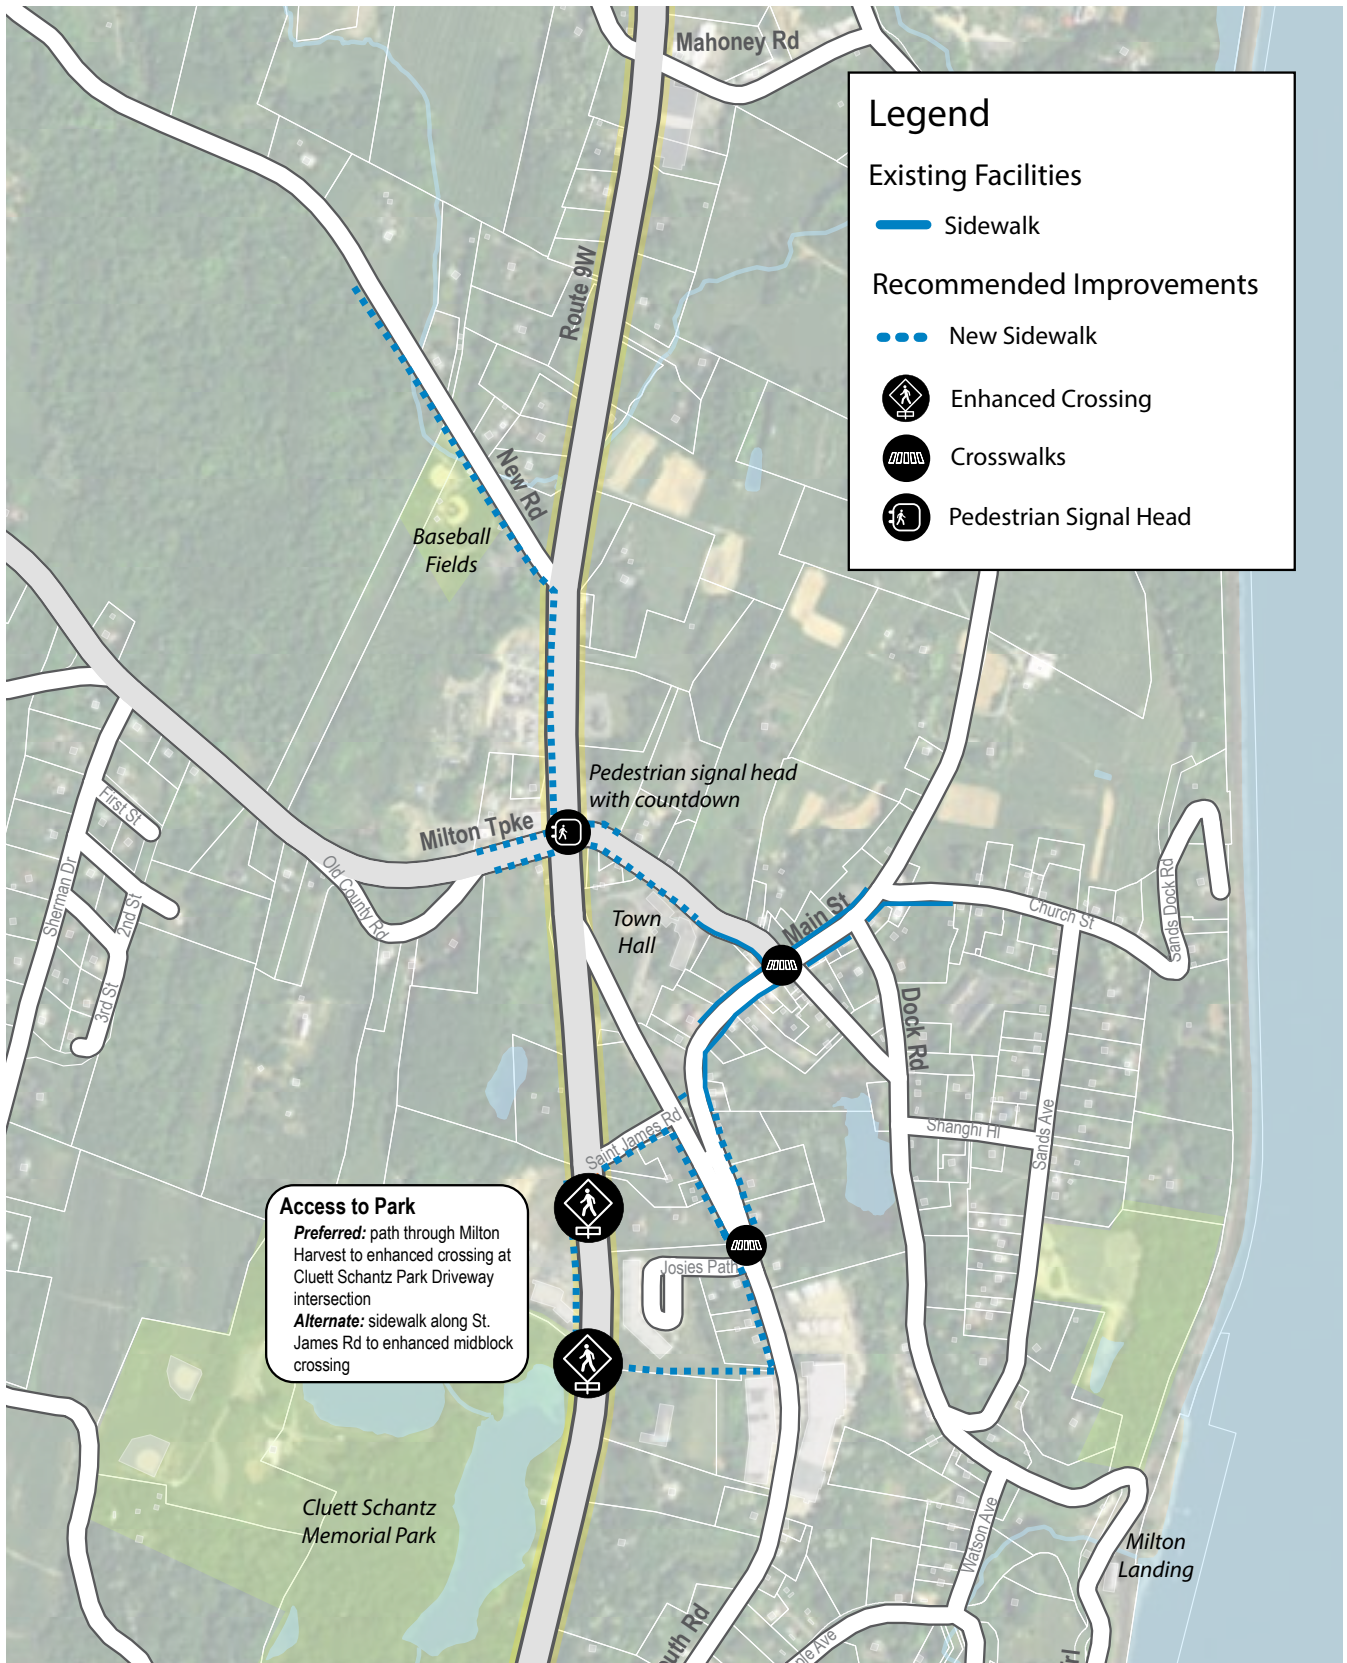 Mahoney Rd
Legend
Existing Facilities
Sidewalk
Recommended Improvements
New Sidewalk
Enhanced Crossing
Crosswalks
Pedestrian Signal Head
Route 9W
New Rd
Baseball
Fields
Pedestrian signal head
with countdown
Milton Tpke
First St
Old County Rd
Sherman Dr
2nd St
3rd St
Town
Hall
Main St
Church St
Sands Dock Rd
Dock Rd
Shanghi Hl
Sands Ave
Saint James Rd
Access to Park
Preferred: path through Milton
Harvest to enhanced crossing at
Cluett Schantz Park Driveway
intersection
Alternate: sidewalk along St.
James Rd to enhanced midblock
crossing
Josies Path
Cluett Schantz
Memorial Park
Watson Ave
Milton
Landing
outh Rd
ple Ave